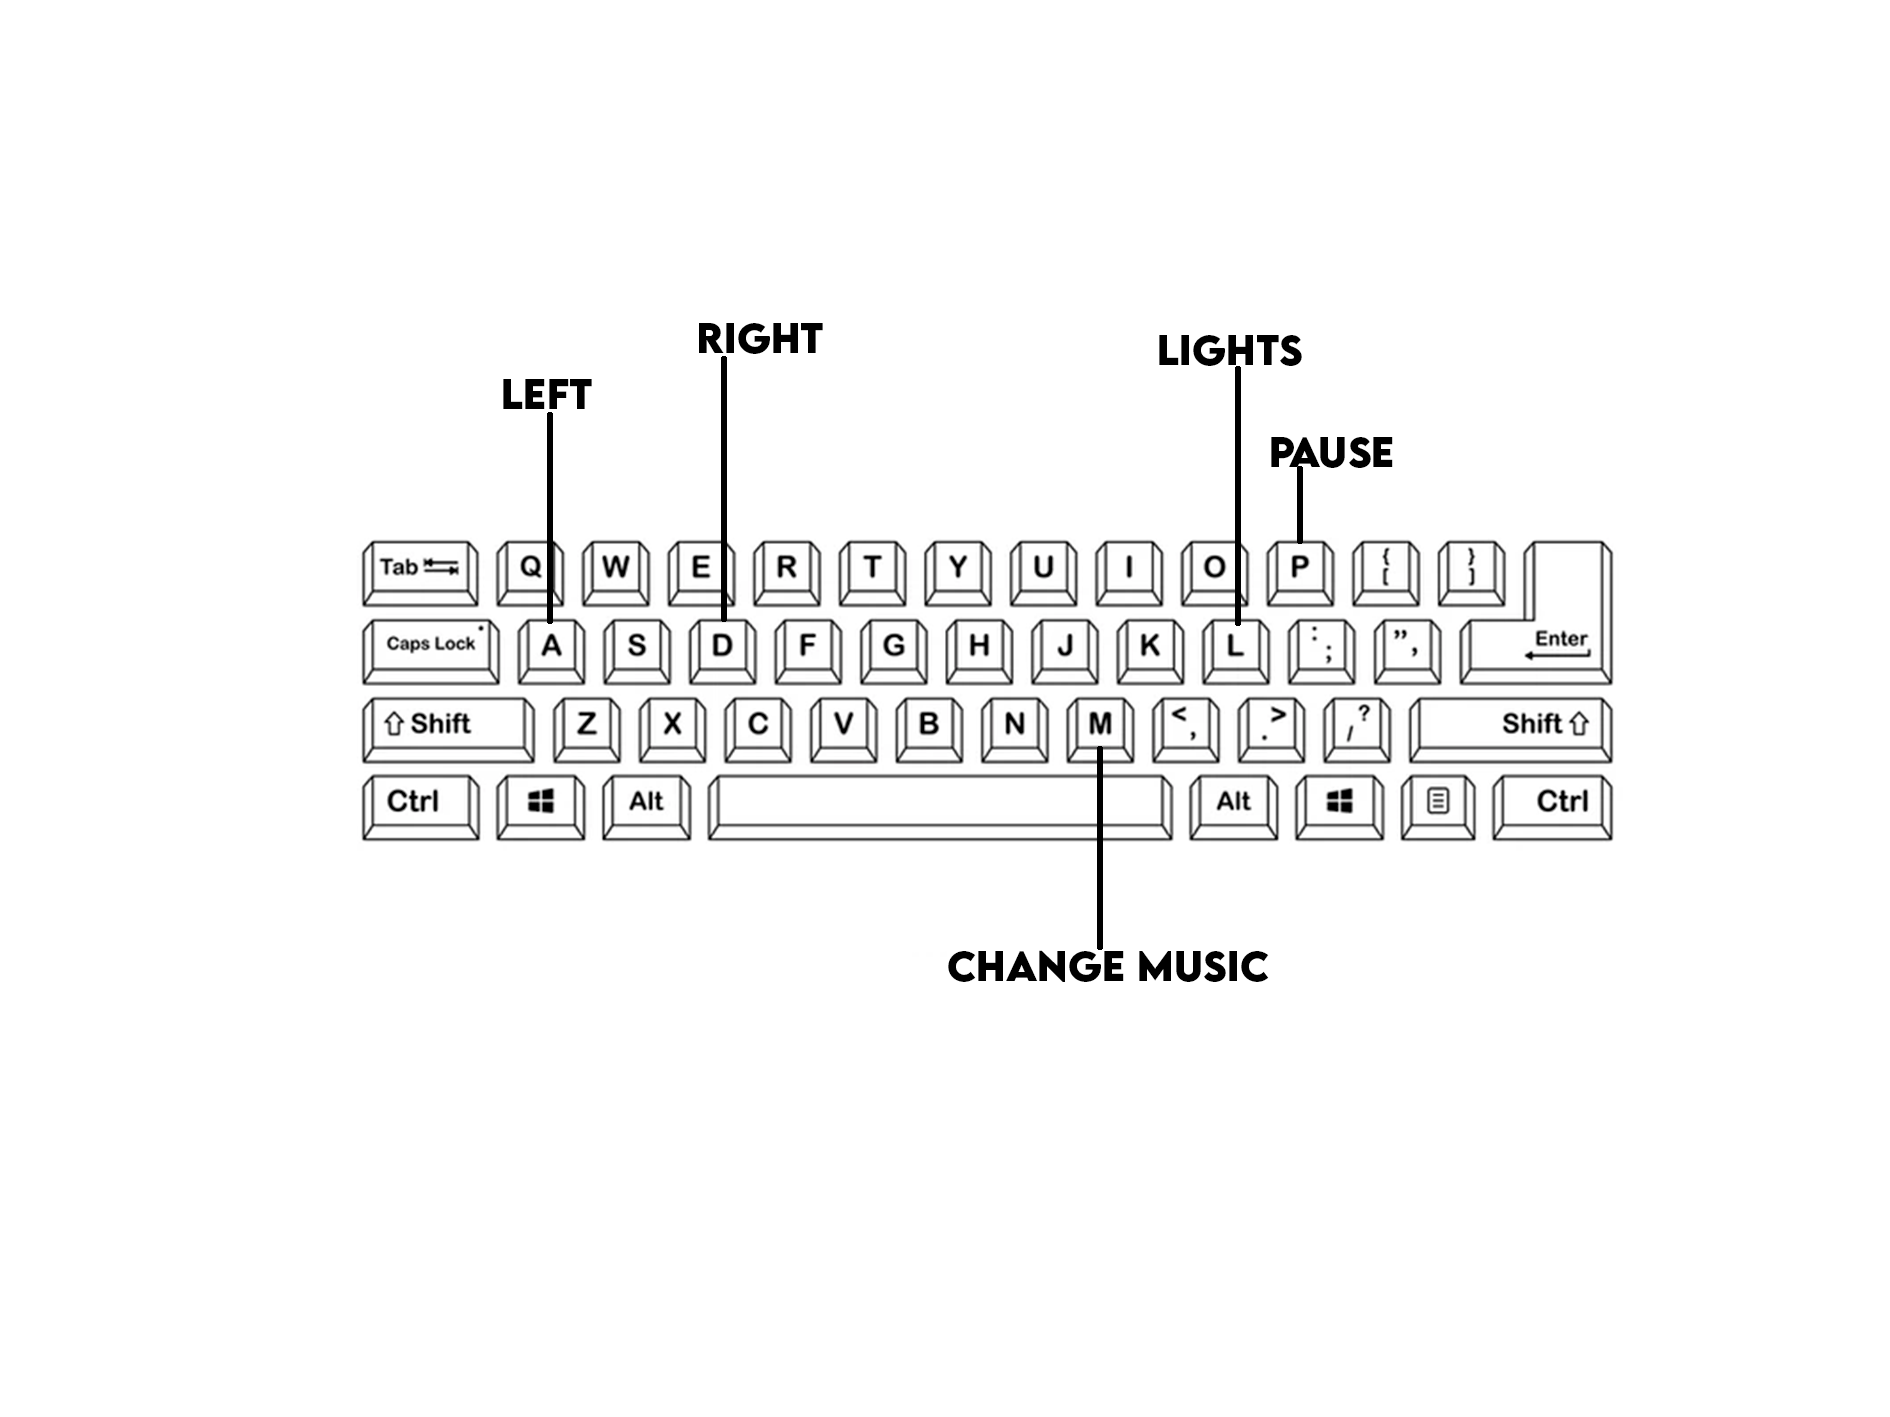 RIGHT
LIGHTS
LEFT
PAUSE
Tab Q W E R T Y U I O P { [ } ]
Caps Lock A S D F G H J K L : ; ” , Enter
Shift Z X C V B N M < , > . ? / Shift
Ctrl Alt Alt Ctrl
CHANGE MUSIC